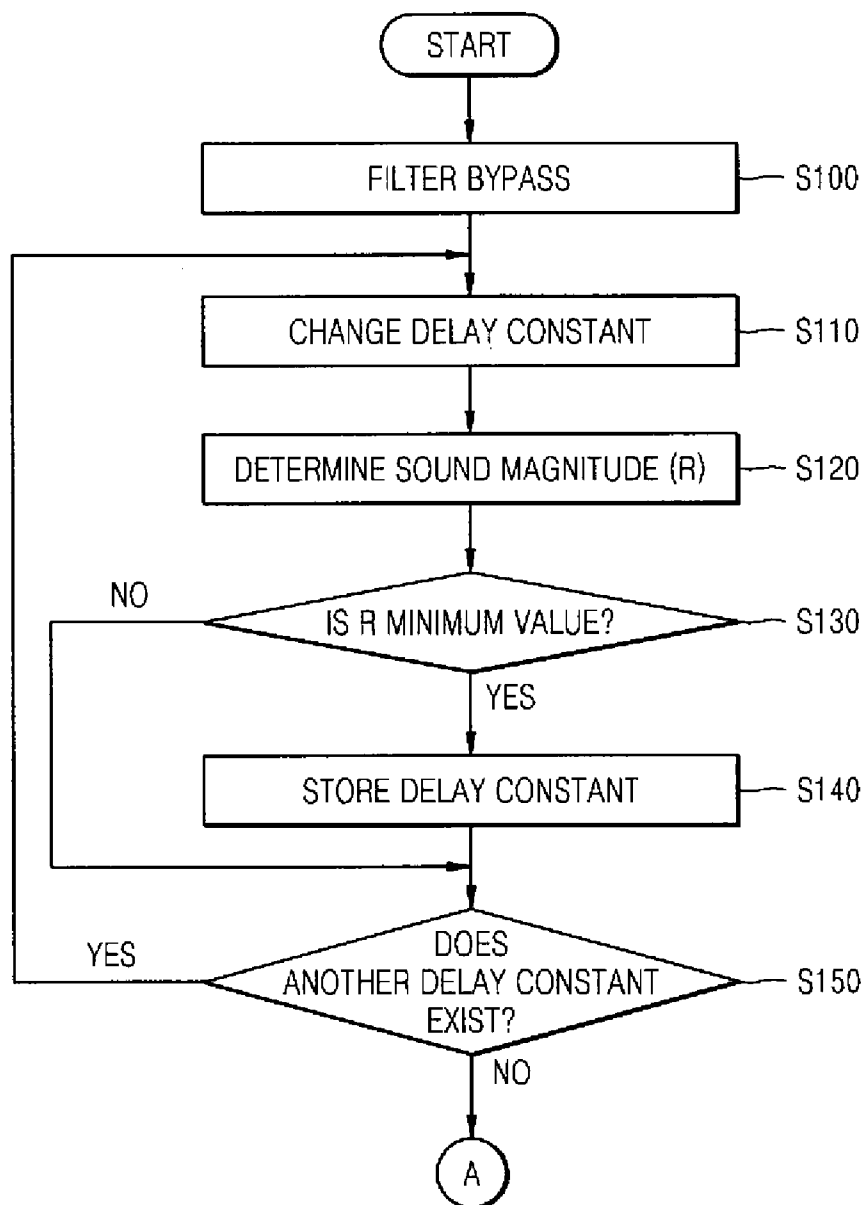 START
FILTER BYPASS
S100
CHANGE DELAY CONSTANT
S110
DETERMINE SOUND MAGNITUDE (R)
S120
NO
IS R MINIMUM VALUE?
S130
YES
STORE DELAY CONSTANT
S140
YES
DOES
ANOTHER DELAY CONSTANT
EXIST?
S150
NO
A